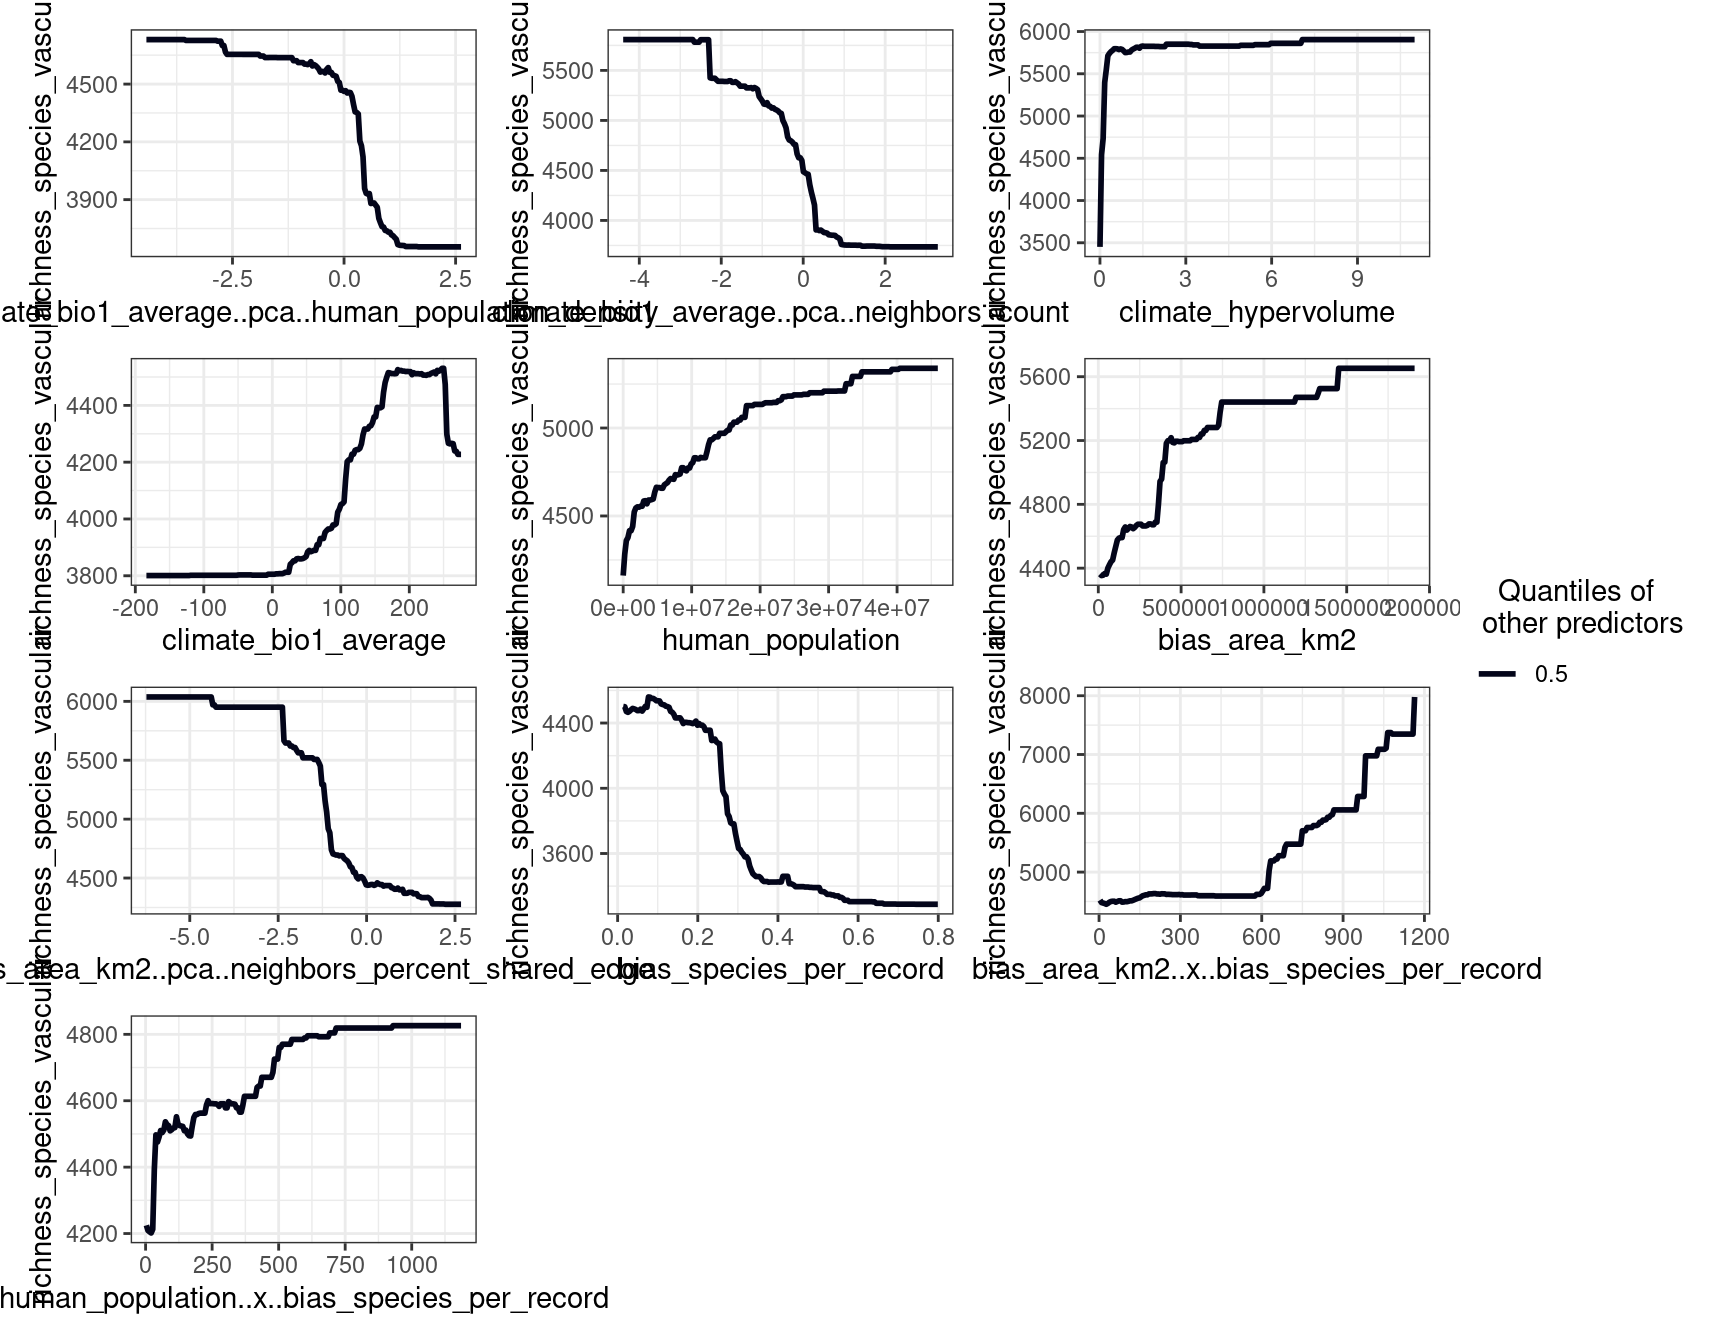 richness_species_vascular
4500
4200
3900
-2.5 0.0 2.5
climate_bio1_average..pca..human_population_density
richness_species_vascular
5500
5000
4500
4000
-4 -2 0 2
climate_bio1_average..pca..neighbors_count
richness_species_vascular
6000
5500
5000
4500
4000
3500
0 3 6 9
climate_hypervolume
richness_species_vascular
4400
4200
4000
3800
-200 -100 0 100 200
climate_bio1_average
richness_species_vascular
5000
4500
0e+00 1e+07 2e+07 3e+07 4e+07
human_population
richness_species_vascular
5600
5200
4800
4400
0 5000000 10000000 15000000 2000000
bias_area_km2
richness_species_vascular
6000
5500
5000
4500
-5.0 -2.5 0.0 2.5
s_area_km2..pca..neighbors_percent_shared_edge
richness_species_vascular
4400
4000
3600
0.0 0.2 0.4 0.6 0.8
bias_species_per_record
richness_species_vascular
8000
7000
6000
5000
0 300 600 900 1200
bias_area_km2..x..bias_species_per_record
richness_species_vascular
4800
4600
4400
4200
0 250 500 750 1000
human_population..x..bias_species_per_record
Quantiles of
other predictors
0.5